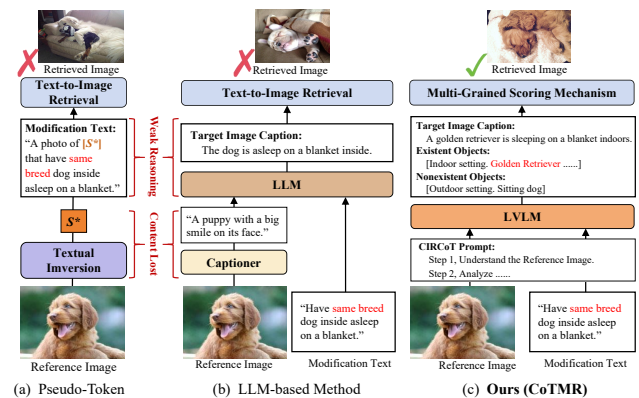 Retrieved Image
Text-to-Image
Retrieval
Modification Text:
"A photo of [S*]
that have same
breed dog inside
asleep on a blanket."
S*
Textual
Imversion
Reference Image
(a) Pseudo-Token
Weak Reasoning
Content Lost
Retrieved Image
Text-to-Image Retrieval
Target Image Caption:
The dog is asleep on a blanket inside.
LLM
"A puppy with a big
smile on its face."
Captioner
Reference Image
"Have same breed
dog inside asleep
on a blanket."
Modification Text
(b) LLM-based Method
Retrieved Image
Multi-Grained Scoring Mechanism
Target Image Caption:
A golden retriever is sleeping on a blanket indoors.
Existent Objects:
[Indoor setting. Golden Retriever ......]
Nonexistent Objects:
[Outdoor setting. Sitting dog]
LVLM
CIRCoT Prompt:
Step 1, Understand the Reference Image.
Step 2, Analyze ......
Reference Image
"Have same breed
dog inside asleep
on a blanket."
Modification Text
(c) Ours (CoTMR)